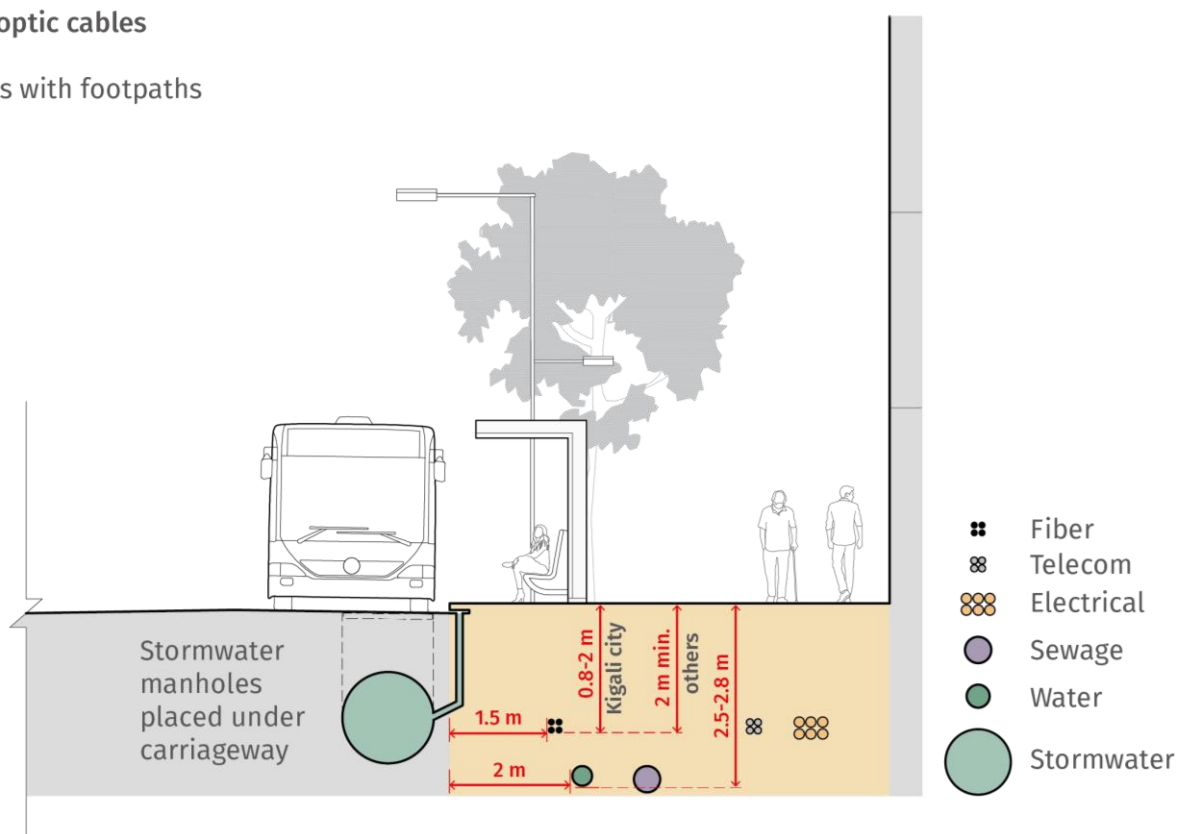 optic cables
s with footpaths
Stormwater
manholes
placed under
carriageway
1.5 m
2 m
0.8-2 m
Kigali city
2 m min.
others
2.5-2.8 m
Fiber
Telecom
Electrical
Sewage
Water
Stormwater